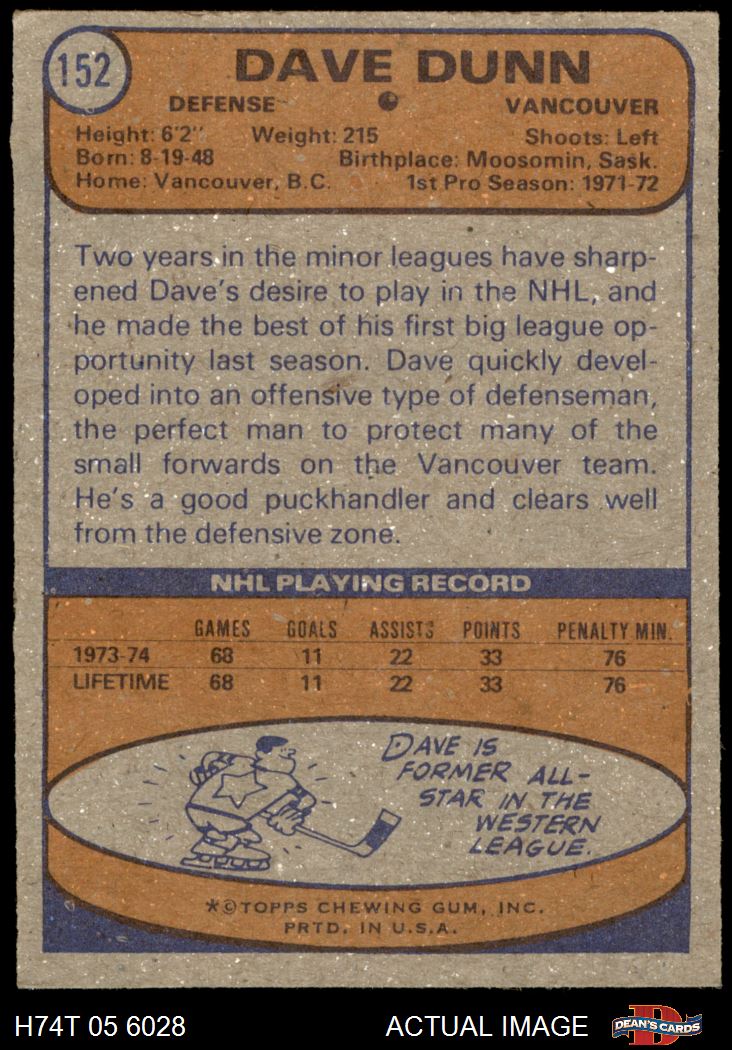 152
DAVE DUNN
DEFENSE VANCOUVER
Height: 6'2" Weight: 215 Shoots: Left
Born: 8-19-48 Birthplace: Moosomin, Sask.
Home: Vancouver, B.C. 1st Pro Season: 1971-72
Two years in the minor leagues have sharp-
ened Dave's desire to play in the NHL, and
he made the best of his first big league op-
portunity last season. Dave quickly devel-
oped into an offensive type of defenseman,
the perfect man to protect many of the
small forwards on the Vancouver team.
He's a good puckhandler and clears well
from the defensive zone.
NHL PLAYING RECORD
GAMES GOALS ASSISTS POINTS PENALTY MIN.
1973-74 68 11 22 33 76
LIFETIME 68 11 22 33 76
DAVE IS
FORMER ALL-
STAR IN THE
WESTERN
LEAGUE.
*©TOPPS CHEWING GUM, INC.
PRTD. IN U.S.A.
H74T 05 6028 ACTUAL IMAGE D DEAN'S CARDS